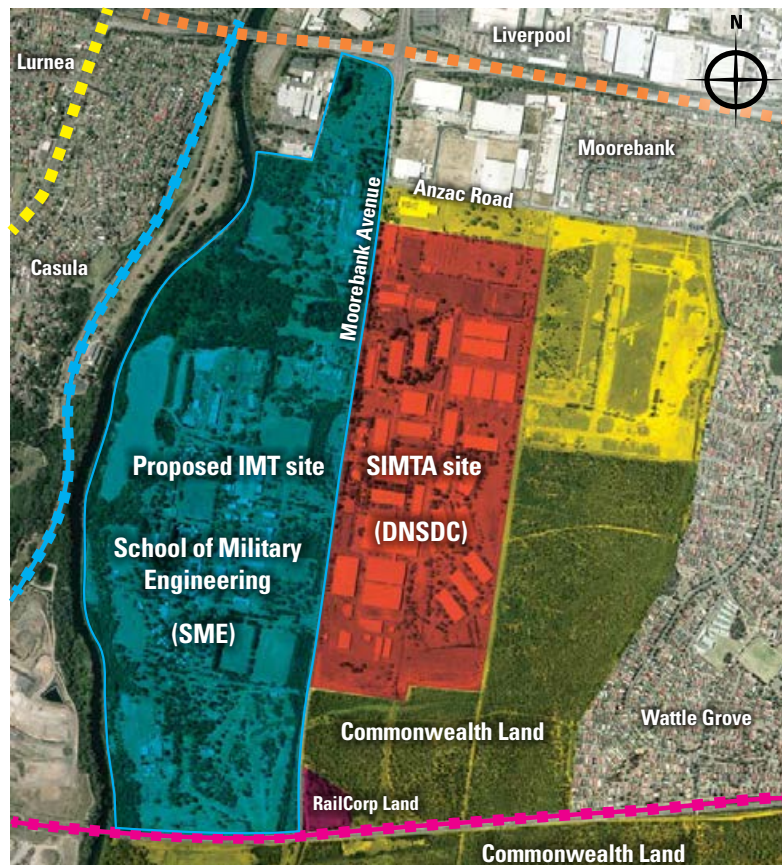 N
Liverpool
Lurnea
Moorebank
Anzac Road
Casula
Moorebank Avenue
Proposed IMT site
SIMTA site
(DNSDC)
School of Military
Engineering
(SME)
Wattle Grove
Commonwealth Land
RailCorp Land
Commonwealth Land